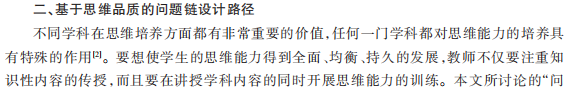 二、基于思维品质的问题链设计路径
不同学科在思维培养方面都有非常重要的价值，任何一门学科都对思维能力的培养具
有特殊的作用[2]。要想使学生的思维能力得到全面、均衡、持久的发展，教师不仅要注重知
识性内容的传授，而且要在讲授学科内容的同时开展思维能力的训练。本文所讨论的“问